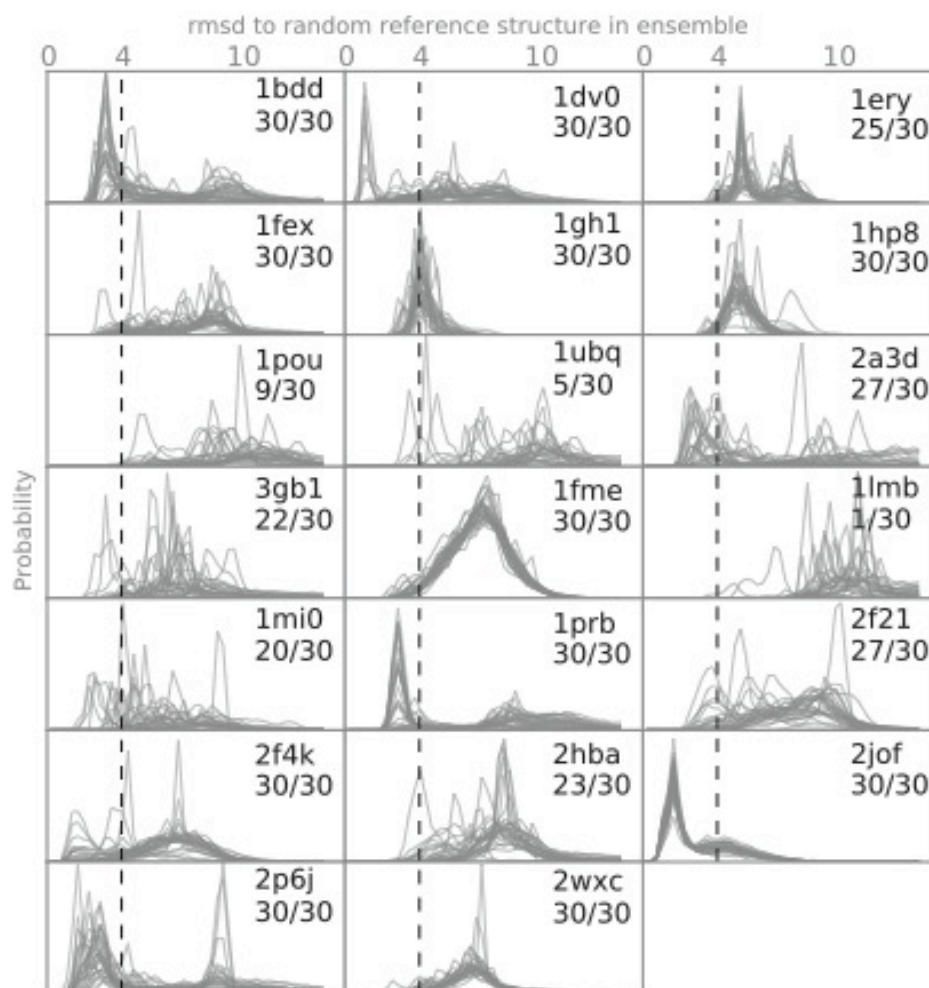 rmsd to random reference structure in ensemble
0 4 10 0 4 10 0 4 10
1bdd
30/30
1dv0
30/30
1ery
25/30
1fex
30/30
1gh1
30/30
1hp8
30/30
1pou
9/30
1ubq
5/30
2a3d
27/30
Probability
3gb1
22/30
1fme
30/30
1lmb
1/30
1mi0
20/30
1prb
30/30
2f21
27/30
2f4k
30/30
2hba
23/30
2jof
30/30
2p6j
30/30
2wxc
30/30